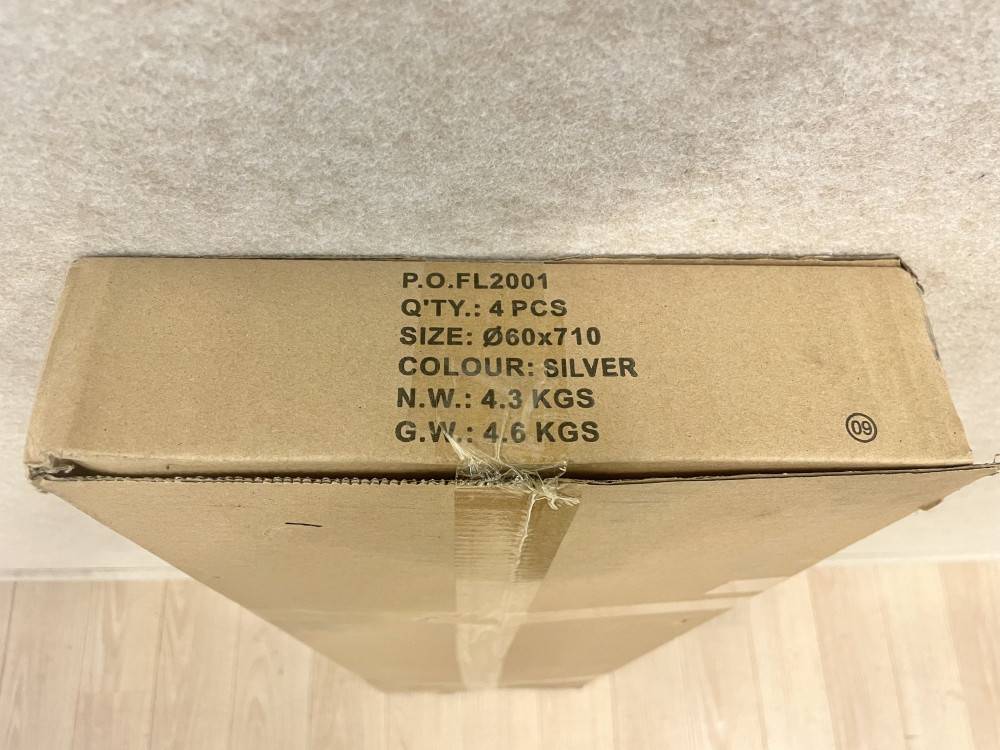 P.O.FL2001
Q'TY.: 4 PCS
SIZE: Ø60x710
COLOUR: SILVER
N.W.: 4.3 KGS
G.W.: 4.6 KGS
09